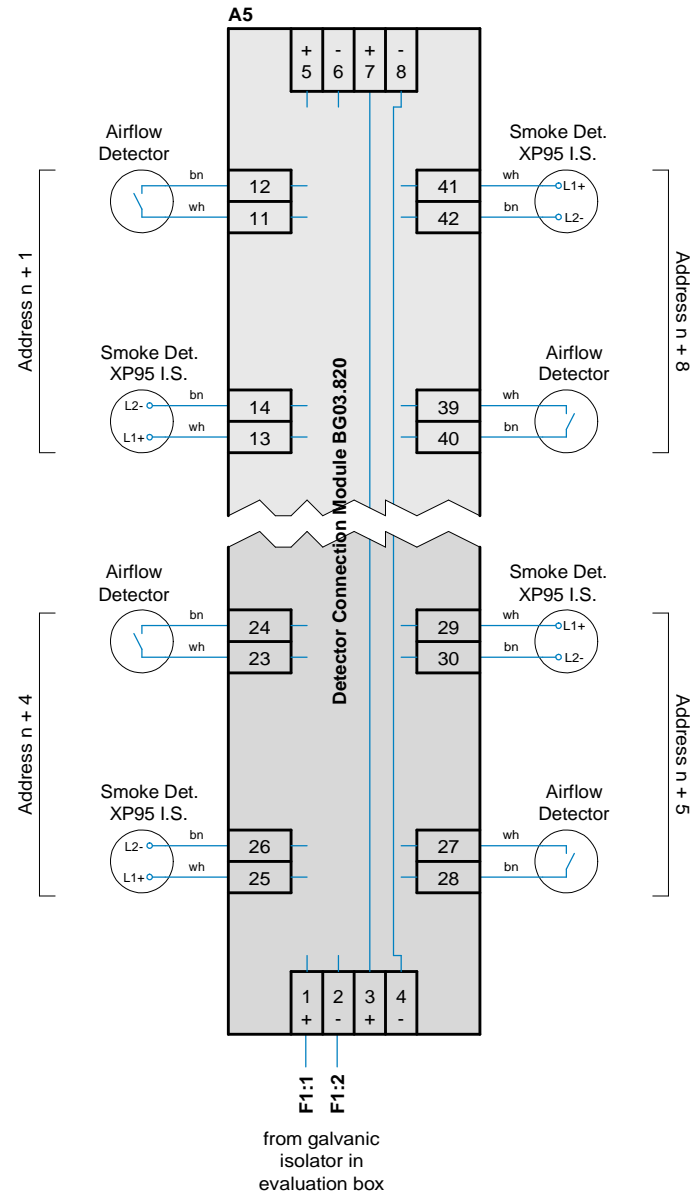 A5
+ - + -
5 6 7 8
Airflow
Detector
bn
12
wh
11
Smoke Det.
XP95 I.S.
wh
41
L1+
bn
42
L2-
Address n + 1
Address n + 8
Smoke Det.
XP95 I.S.
L2-
bn
14
L1+
wh
13
Airflow
Detector
39
wh
40
bn
Detector Connection Module BG03.820
Airflow
Detector
bn
24
wh
23
Smoke Det.
XP95 I.S.
29
wh
L1+
30
bn
L2-
Address n + 4
Address n + 5
Smoke Det.
XP95 I.S.
L2-
bn
26
L1+
wh
25
Airflow
Detector
27
wh
28
bn
1 2 3 4
+ - + -
F1:1
F1:2
from galvanic
isolator in
evaluation box